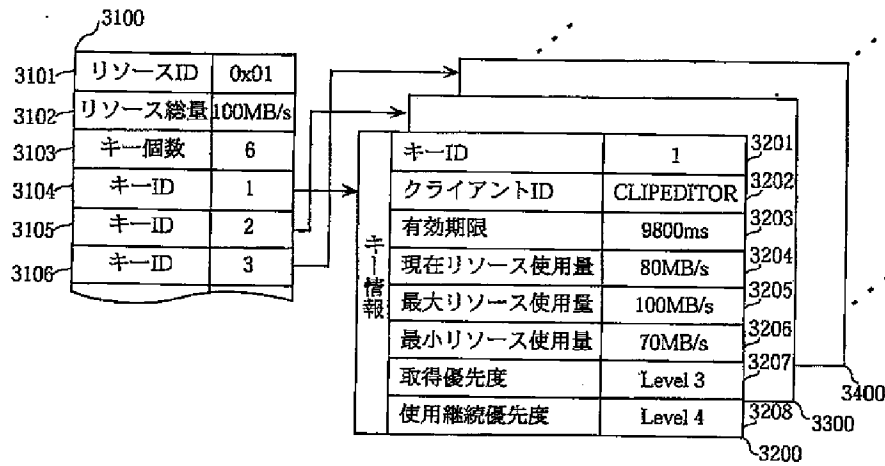 3100
3101 リソースID 0x01
3102 リソース総量 100MB/s
3103 キー個数 6
3104 キーID 1
3105 キーID 2
3106 キーID 3
キー情報
キーID 1 3201
クライアントID CLIPEDITOR 3202
有効期限 9800ms 3203
現在リソース使用量 80MB/s 3204
最大リソース使用量 100MB/s 3205
最小リソース使用量 70MB/s 3206
取得優先度 Level 3 3207
使用継続優先度 Level 4 3208
3400
3300
3200